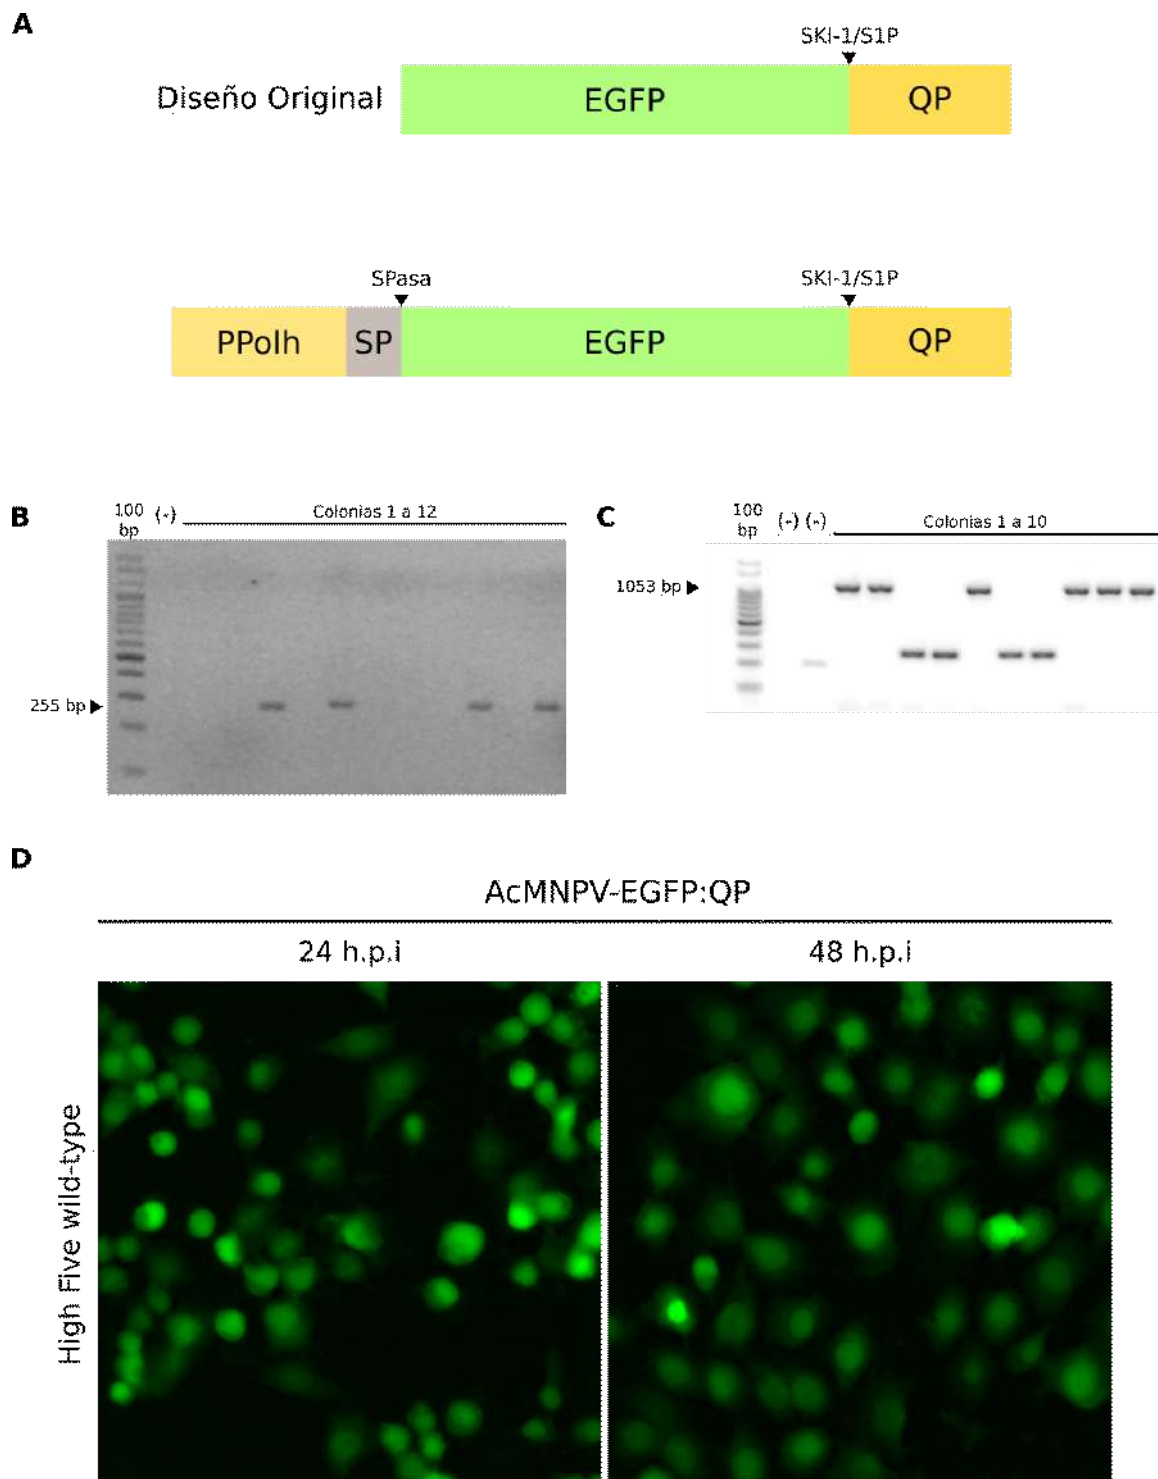 A
SKI-1/S1P
Diseño Original
EGFP
QP
SPasa
SKI-1/S1P
PPolh
SP
EGFP
QP
B
100
bp
(-)
Colonias 1 a 12
255 bp
C
100
bp
(-) (-)
Colonias 1 a 10
1053 bp
D
AcMNPV-EGFP:QP
24 h.p.i
48 h.p.i
High Five wild-type